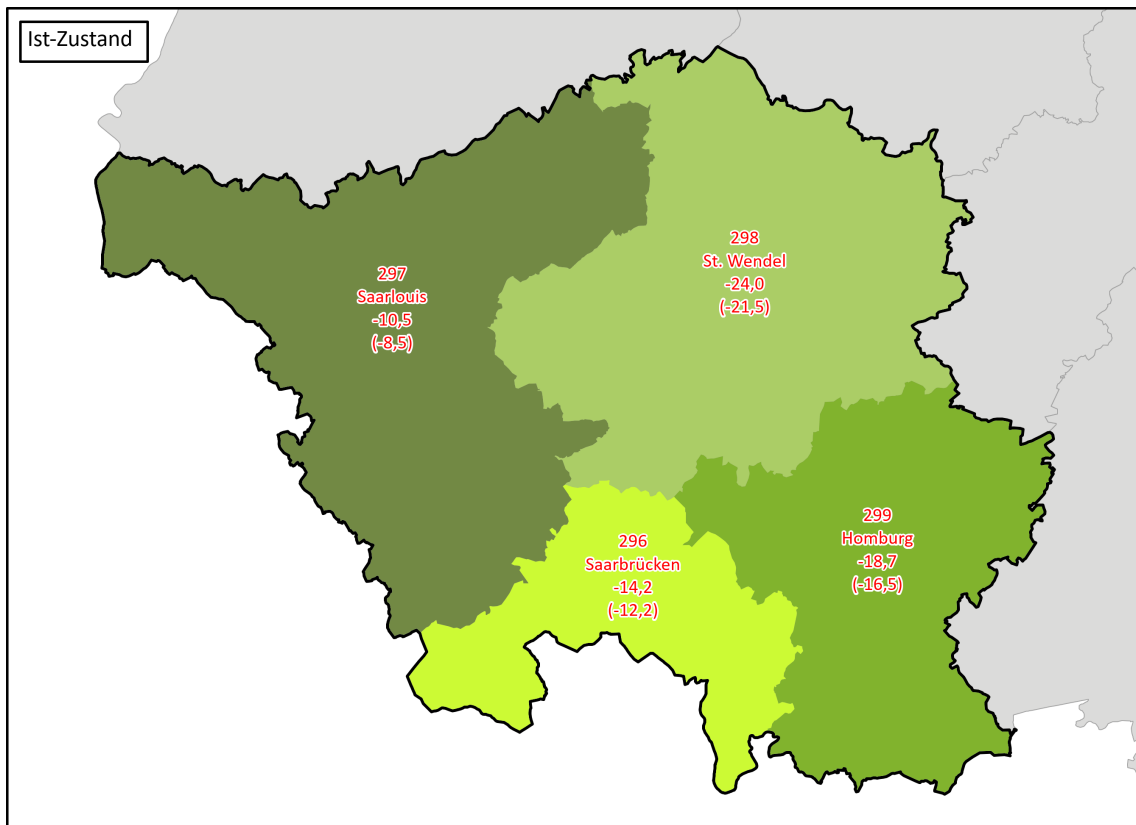 Ist-Zustand
298
St. Wendel
-24,0
(-21,5)
297
Saarlouis
-10,5
(-8,5)
299
Homburg
-18,7
(-16,5)
296
Saarbrücken
-14,2
(-12,2)